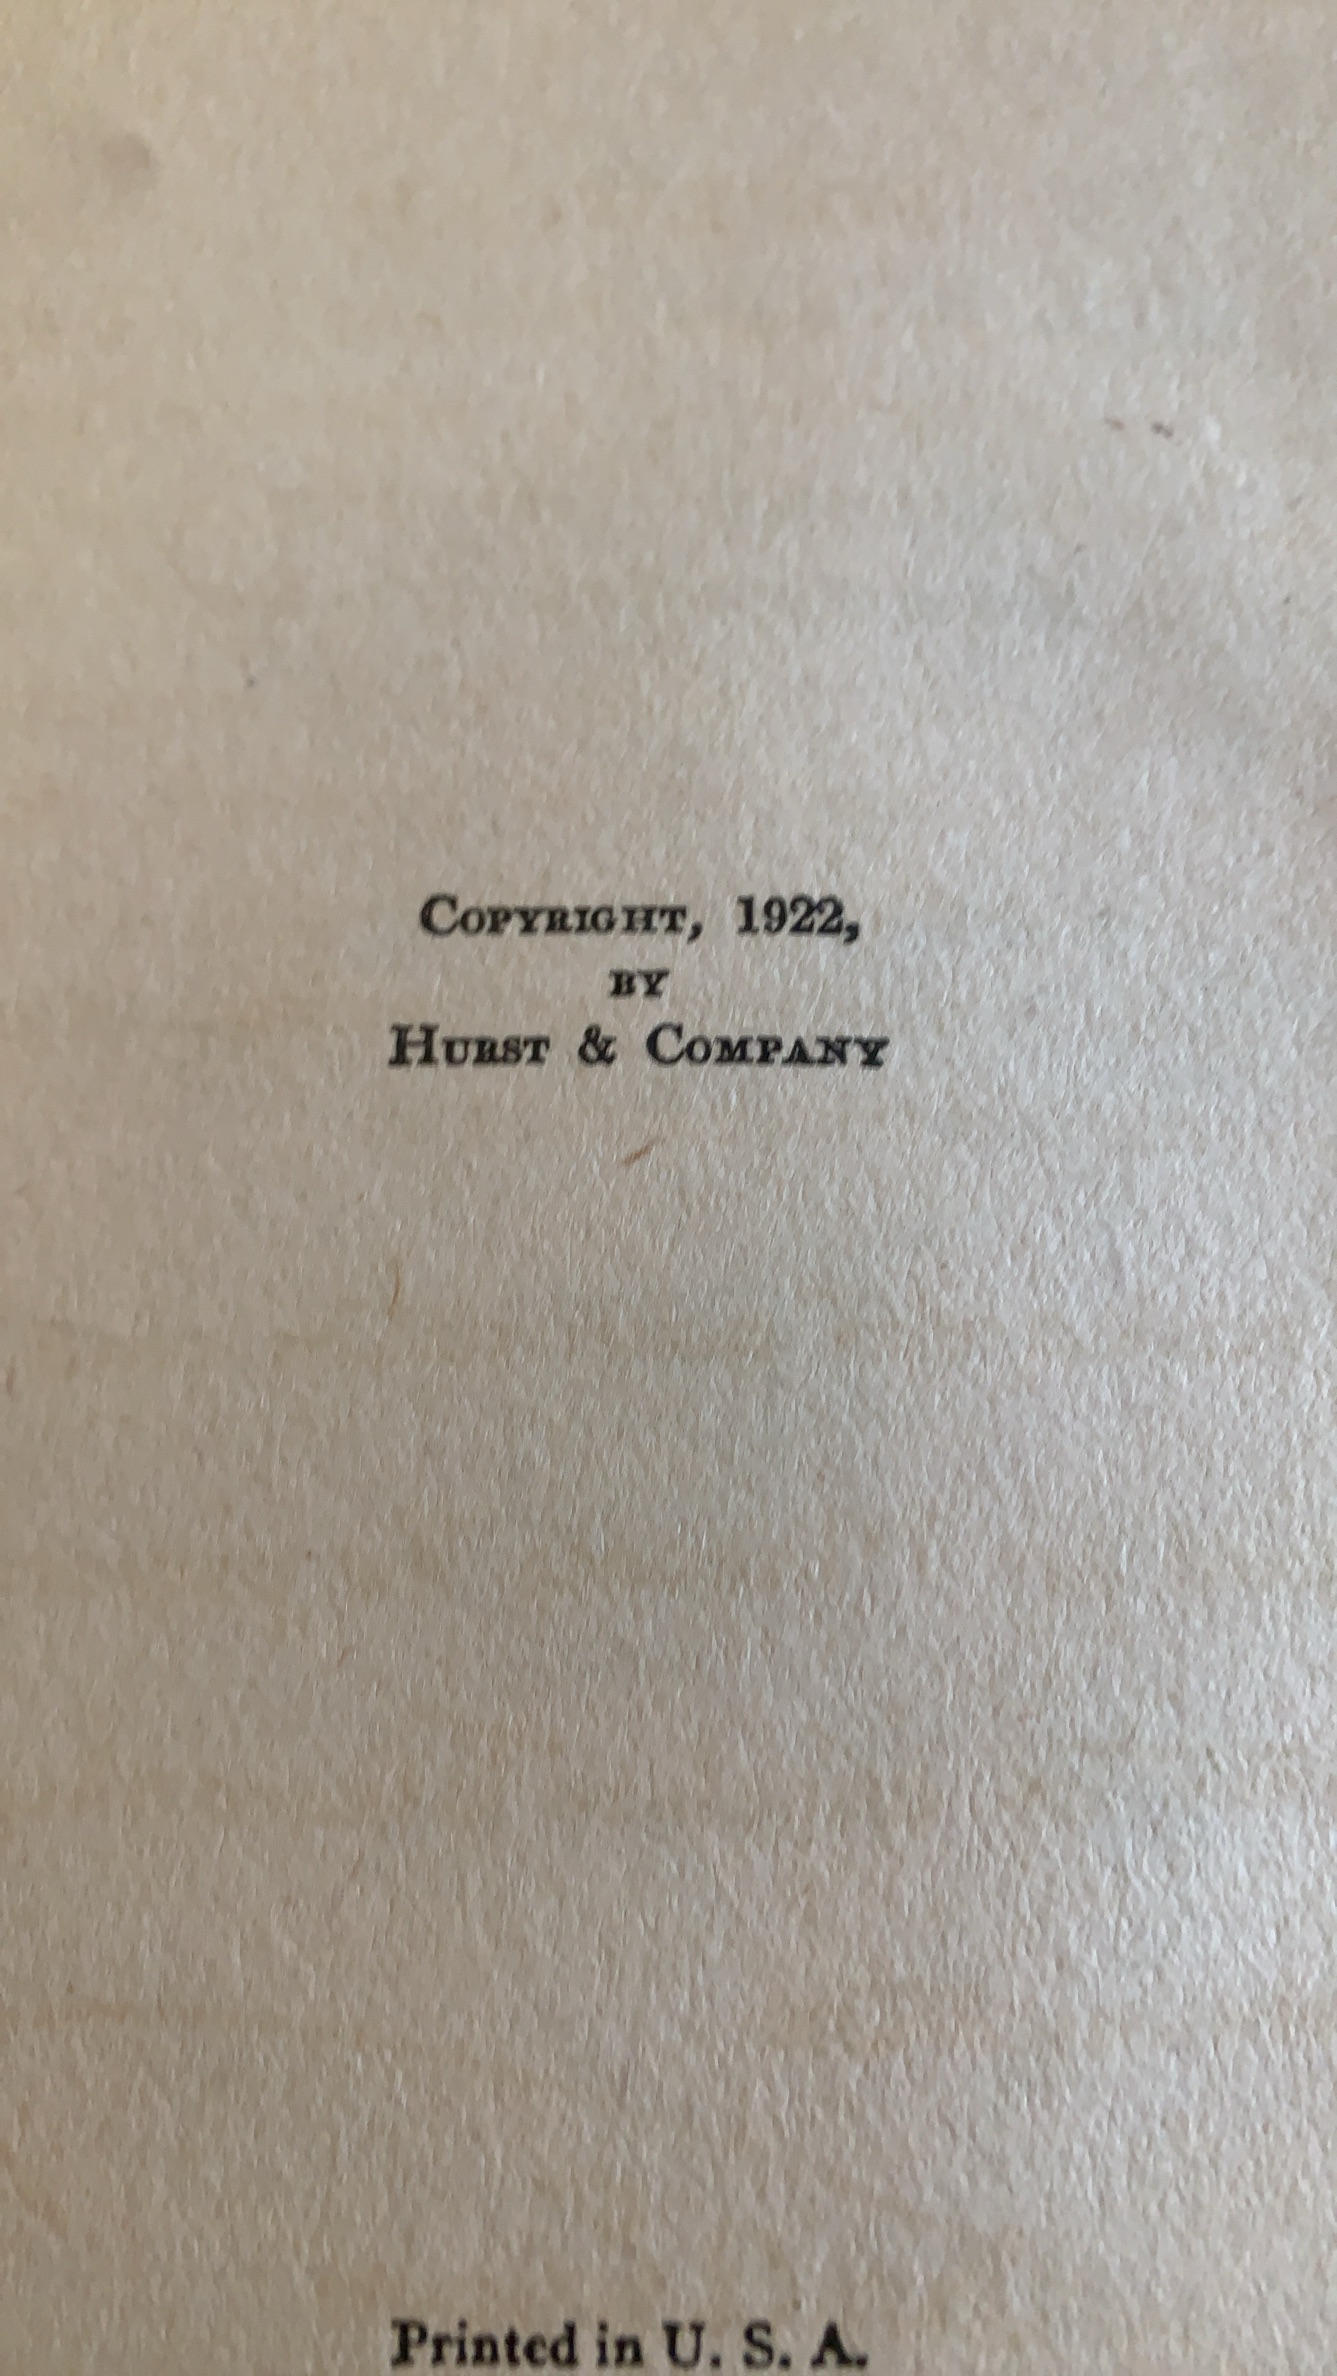 Copyright, 1922,
by
Hurst & Company
Printed in U. S. A.